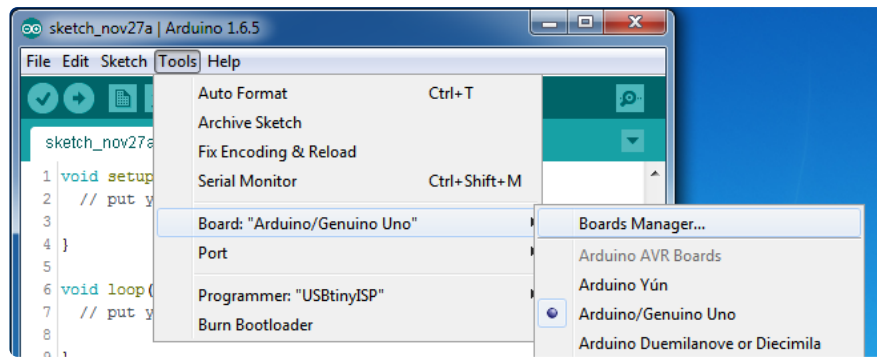 sketch_nov27a | Arduino 1.6.5
File Edit Sketch Tools Help
Auto Format Ctrl+T
Archive Sketch
sketch_nov27a
Fix Encoding & Reload
Serial Monitor Ctrl+Shift+M
1 void setup
2 // put y
3
4 }
5
6 void loop(
7 // put y
8
9 }
Board: "Arduino/Genuino Uno"
Port
Programmer: "USBtinyISP"
Burn Bootloader
Boards Manager...
Arduino AVR Boards
Arduino Yún
Arduino/Genuino Uno
Arduino Duemilanove or Diecimila